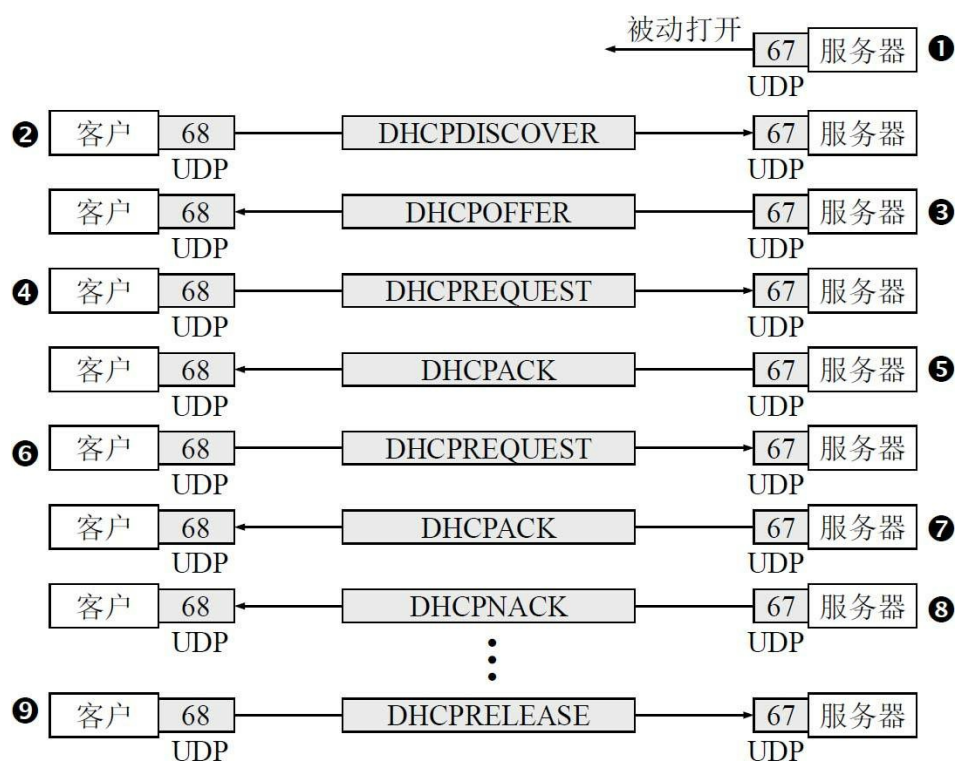 被动打开
67 服务器 ❶
UDP
❷ 客户 68 DHCPDISCOVER 67 服务器
UDP UDP
客户 68 DHCPOFFER 67 服务器 ❸
UDP UDP
❹ 客户 68 DHCPREQUEST 67 服务器
UDP UDP
客户 68 DHCPACK 67 服务器 ❺
UDP UDP
❻ 客户 68 DHCPREQUEST 67 服务器
UDP UDP
客户 68 DHCPACK 67 服务器 ❼
UDP UDP
客户 68 DHCPNACK 67 服务器 ❽
UDP UDP
❾ 客户 68 DHCPRELEASE 67 服务器
UDP UDP